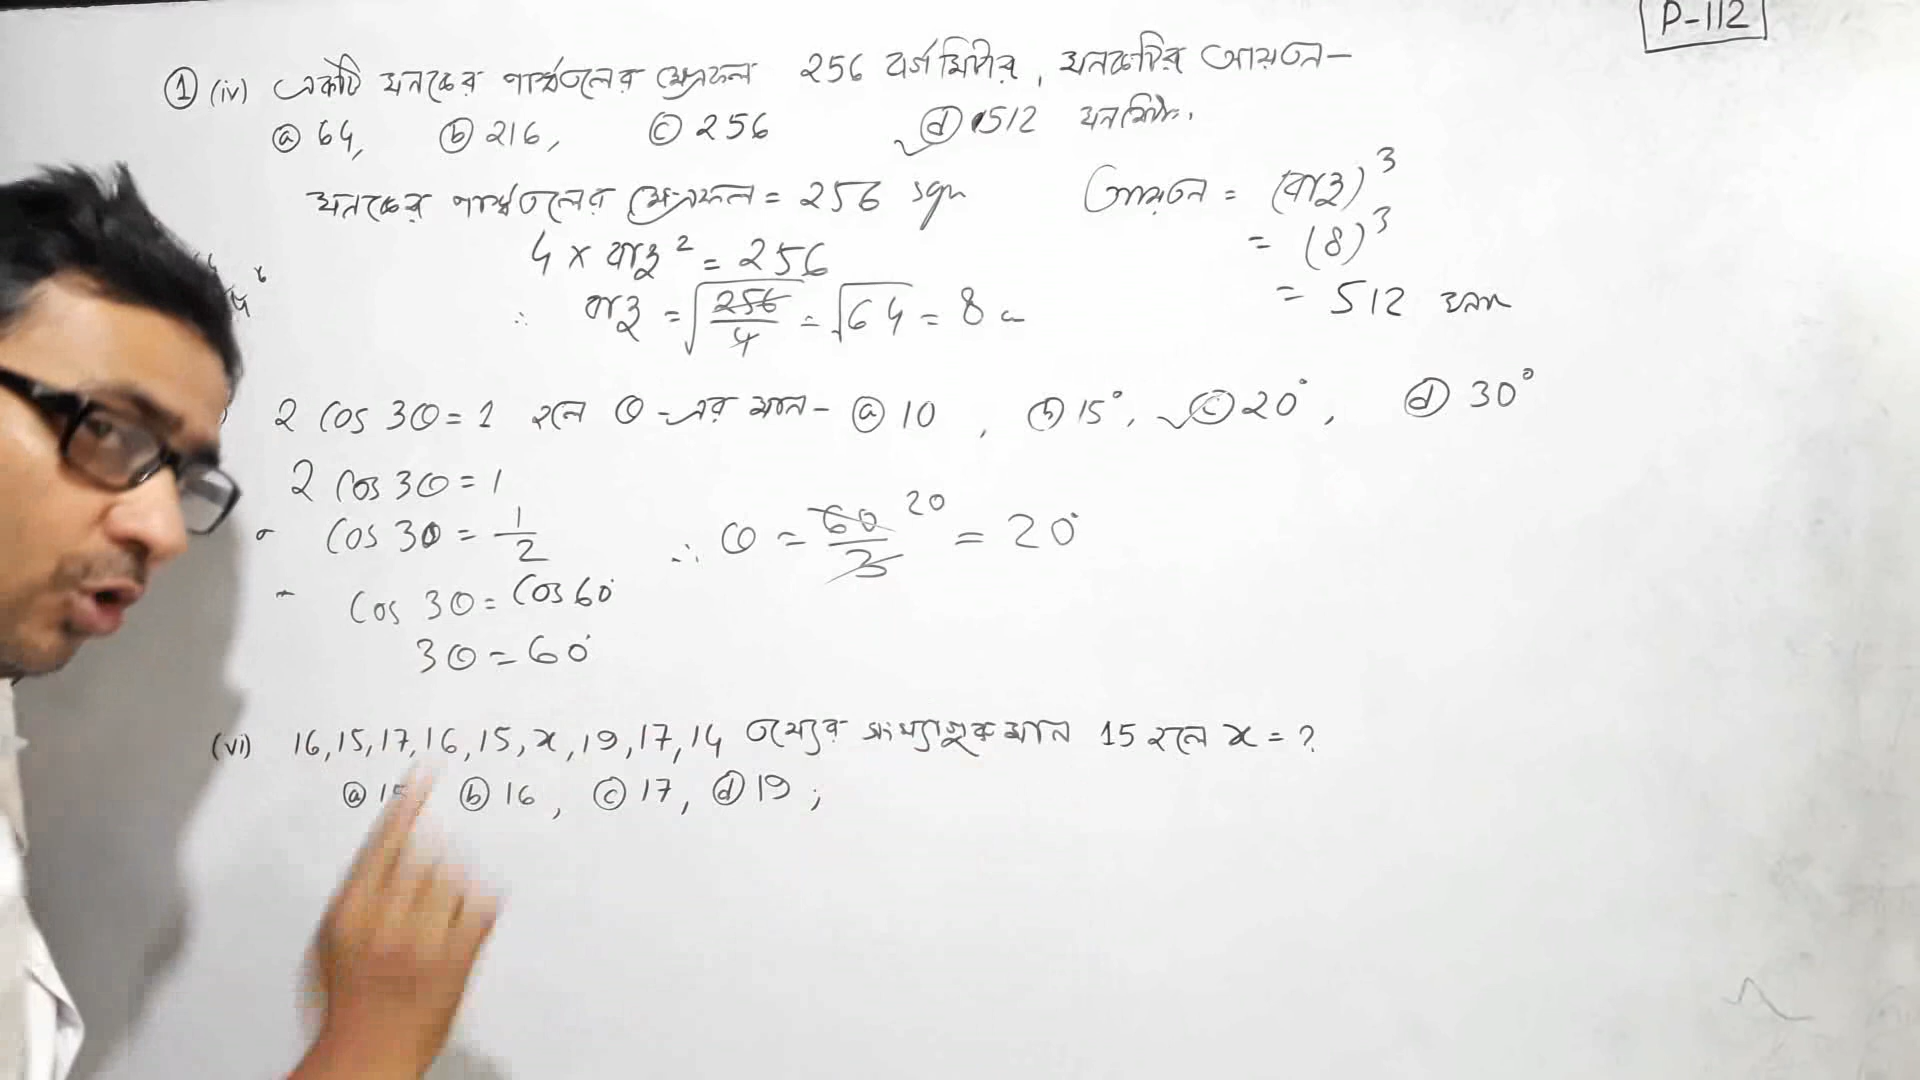 P-112
① (iv) একটি ঘনকের পার্শ্বতলের ক্ষেত্রফল 256 বর্গমিটার, ঘনকটির আয়তন—
ⓐ 64, ⓑ 216, ⓒ 256 ⓓ 512 ঘনমিটার.
ঘনকের পার্শ্বতলের ক্ষেত্রফল = 256 sqm
4 × বাহু² = 256
∴ বাহু = √(256/4) = √64 = 8
আয়তন = (বাহু)³
= (8)³
= 512 ঘন
2 cos 3θ = 1 হলে θ-এর মান- ⓐ 10, ⓑ 15°, ⓒ 20°, ⓓ 30°
2 cos 3θ = 1
cos 3θ = 1/2
cos 3θ = cos 60°
3θ = 60°
∴ θ = 60/3 20 = 20°
(vi) 16, 15, 17, 16, 15, x, 19, 17, 14 তথ্যের সংখ্যাগুরুমান 15 হলে x = ?
ⓐ 15, ⓑ 16, ⓒ 17, ⓓ 19;